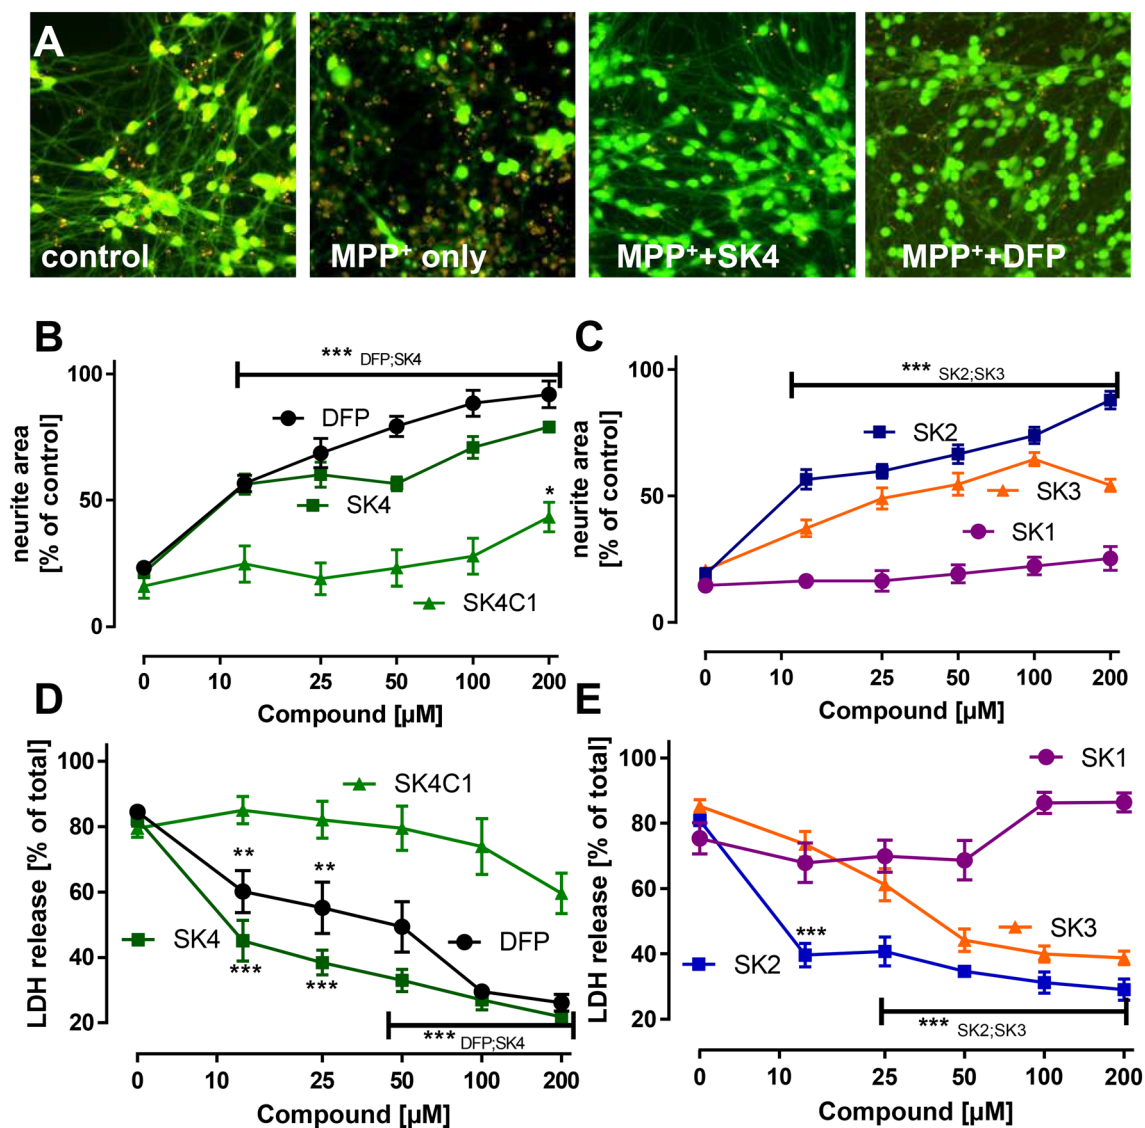 A
control
MPP+ only
MPP++SK4
MPP++DFP
B
*** DFP;SK4
100
50
0
neurite area
[% of control]
DFP
SK4
SK4C1
*
0 10 25 50 100 200
Compound [µM]
C
*** SK2;SK3
100
50
0
neurite area
[% of control]
SK2
SK3
SK1
0 10 25 50 100 200
Compound [µM]
D
LDH release [% of total]
100
80
60
40
20
SK4C1
** **
SK4
DFP
*** ***
*** DFP;SK4
0 10 25 50 100 200
Compound [µM]
E
LDH release [% of total]
100
80
60
40
20
SK1
***
SK3
SK2
*** SK2;SK3
0 10 25 50 100 200
Compound [µM]